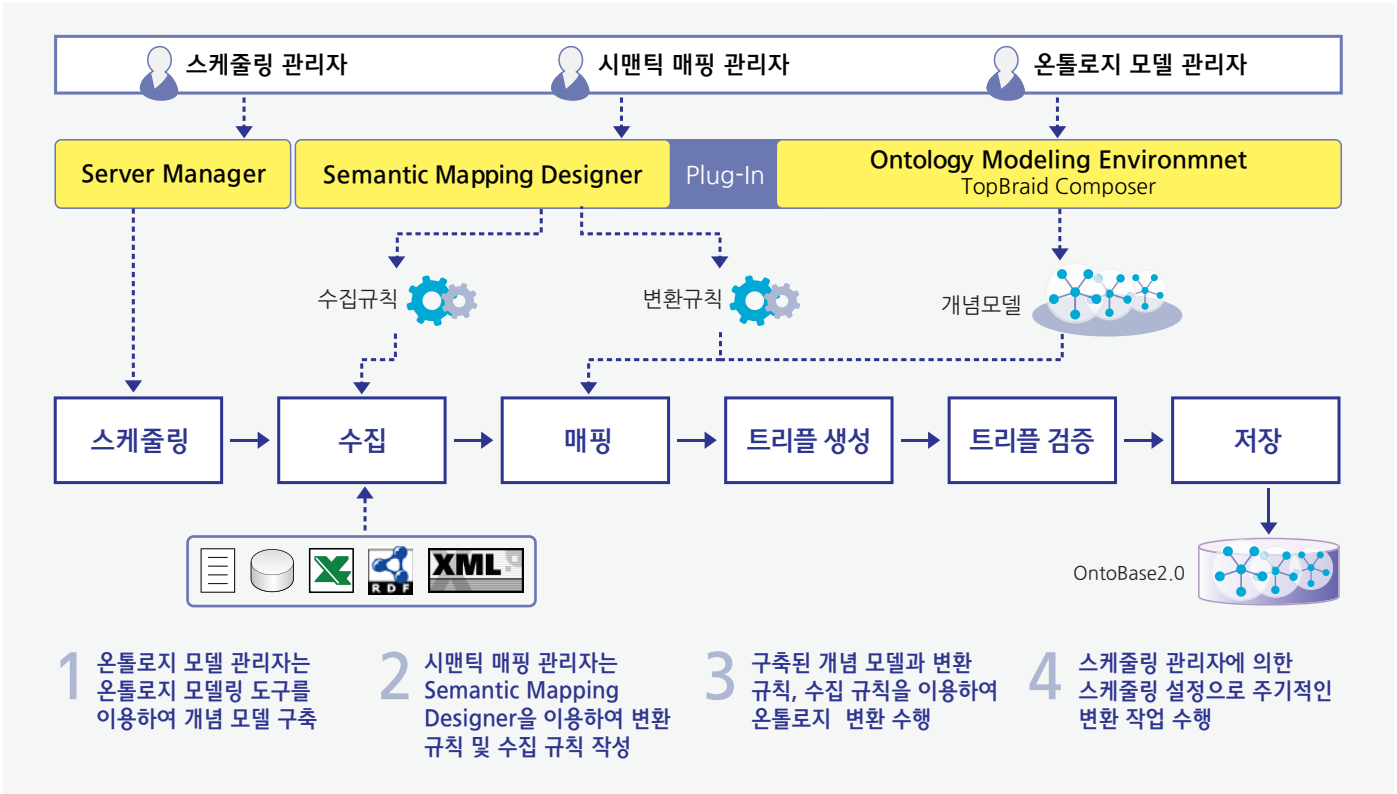 스케줄링 관리자
시맨틱 매핑 관리자
온톨로지 모델 관리자
Server Manager
Semantic Mapping Designer
Plug-In
Ontology Modeling Environmnet
TopBraid Composer
수집규칙
변환규칙
개념모델
스케줄링
수집
매핑
트리플 생성
트리플 검증
저장
RDF
XML
OntoBase2.0
1
온톨로지 모델 관리자는
온톨로지 모델링 도구를
이용하여 개념 모델 구축
2
시맨틱 매핑 관리자는
Semantic Mapping
Designer을 이용하여 변환
규칙 및 수집 규칙 작성
3
구축된 개념 모델과 변환
규칙, 수집 규칙을 이용하여
온톨로지 변환 수행
4
스케줄링 관리자에 의한
스케줄링 설정으로 주기적인
변환 작업 수행